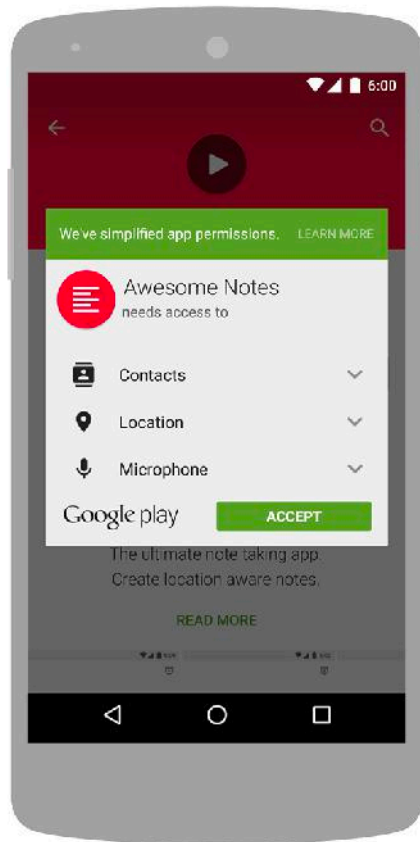 6:00
We've simplified app permissions. LEARN MORE
Awesome Notes
needs access to
Contacts
Location
Microphone
Google play ACCEPT
The ultimate note taking app.
Create location aware notes.
READ MORE